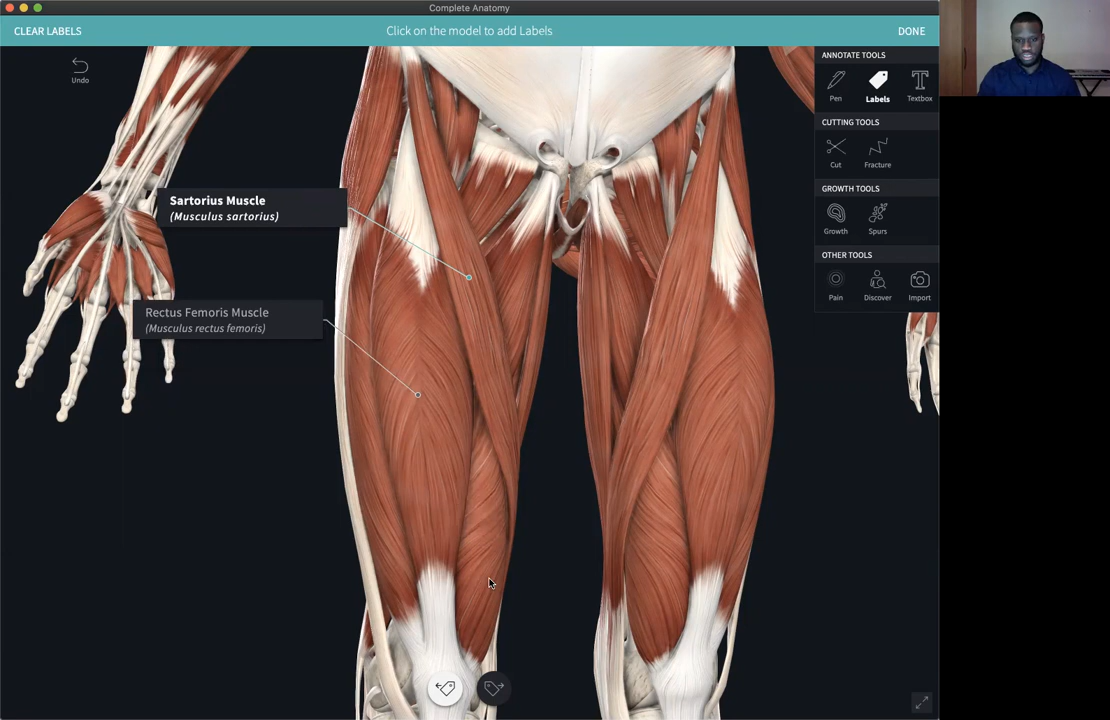 Complete Anatomy
CLEAR LABELS
Click on the model to add Labels
DONE
Undo
ANNOTATE TOOLS
Pen
Labels
Textbox
CUTTING TOOLS
Cut
Fracture
GROWTH TOOLS
Growth
Spurs
OTHER TOOLS
Pain
Discover
Import
Sartorius Muscle
(Musculus sartorius)
Rectus Femoris Muscle
(Musculus rectus femoris)